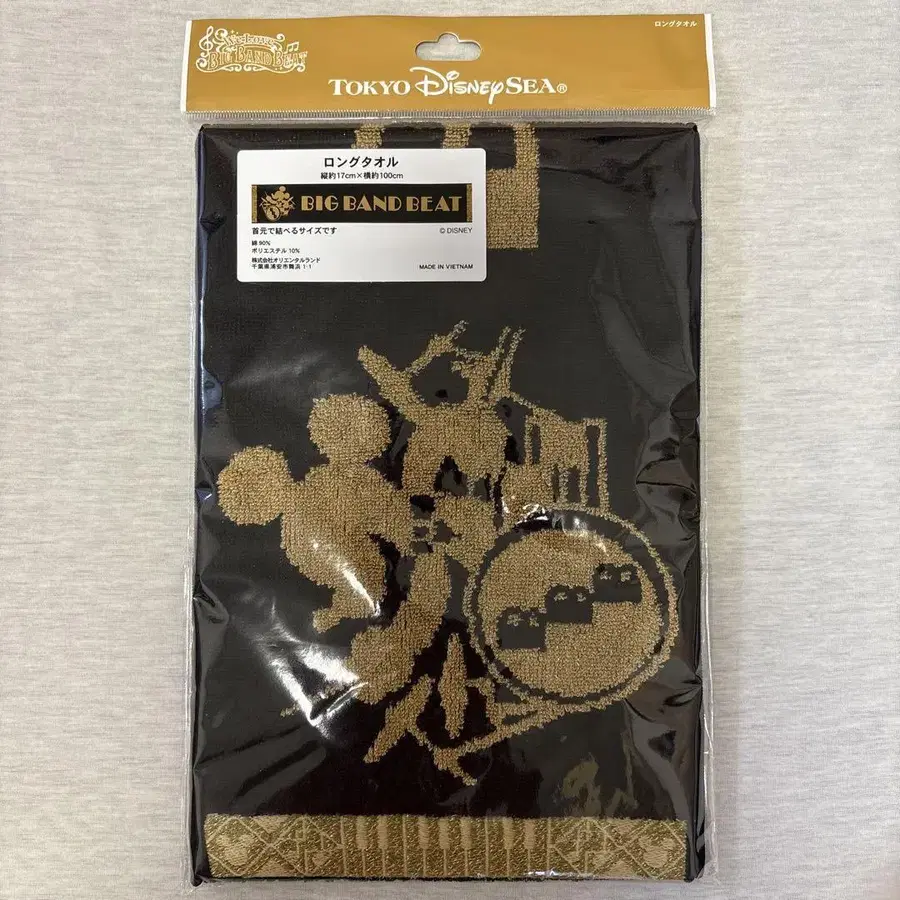 ロングタオル
We Love
BIG BAND BEAT
TOKYO DISNEYSEA®
ロングタオル
縦約17cm×横約100cm
BIG BAND BEAT
首元で結べるサイズです
© DISNEY
綿 90%
ポリエステル 10%
株式会社オリエンタルランド
千葉県浦安市舞浜 1-1
MADE IN VIETNAM
BBB